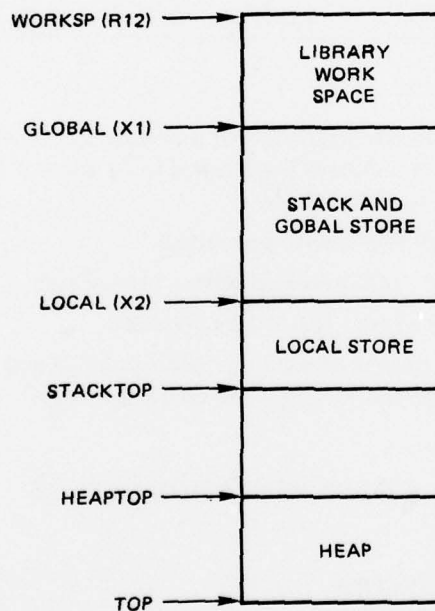 WORKSP (R12)
LIBRARY
WORK
SPACE
GLOBAL (X1)
STACK AND
GOBAL STORE
LOCAL (X2)
LOCAL STORE
STACKTOP
HEAPTOP
HEAP
TOP